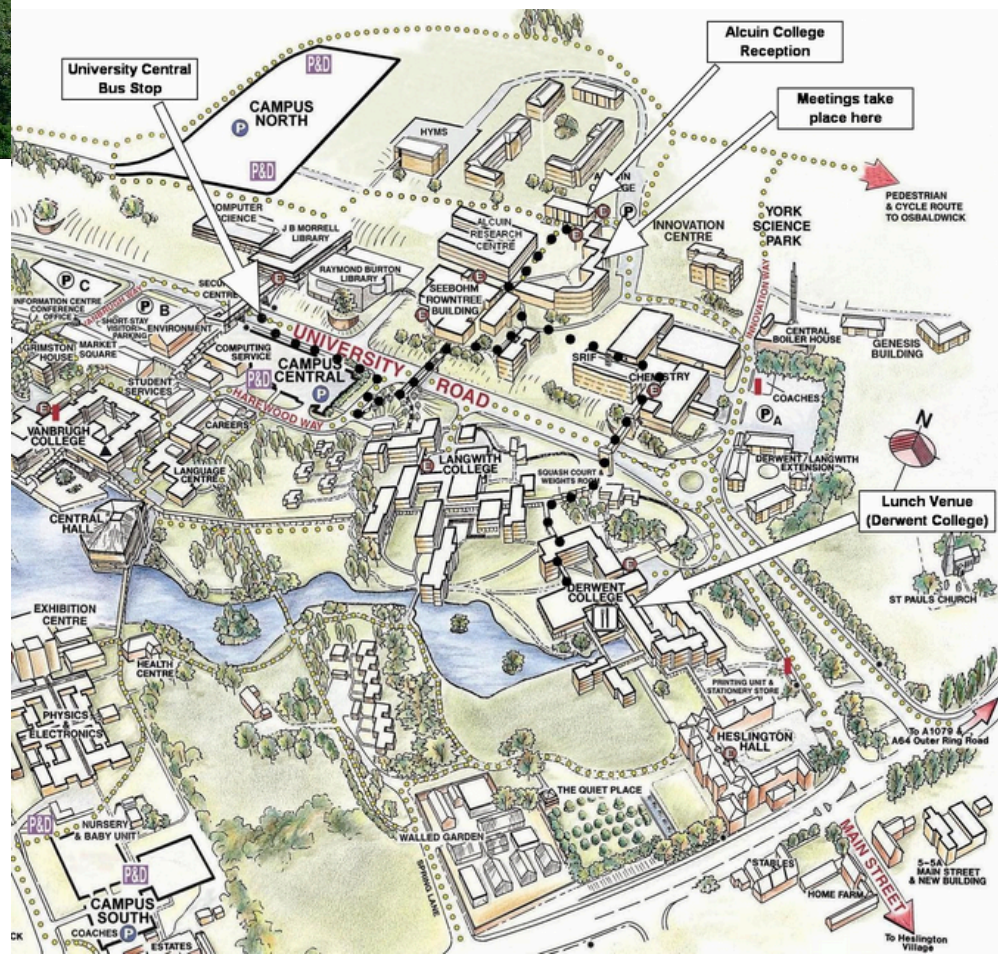 Alcuin College
Reception
University Central
Bus Stop
Meetings take
place here
P&D
CAMPUS
NORTH
P
P&D
HYMS
ALCUIN
COLLEGE
P
PEDESTRIAN
& CYCLE ROUTE
TO OSBALDWICK
COMPUTER
SCIENCE
J B MORRELL
LIBRARY
ALCUIN
RESEARCH
CENTRE
INNOVATION
CENTRE
YORK
SCIENCE
PARK
RAYMOND BURTON
LIBRARY
SEEBOHM
ROWNTREE
BUILDING
INNOVATION WAY
P C
INFORMATION CENTRE
CONFERENCE
OFFICE
VANBRUGH WAY
P B
SHORT-STAY
VISITOR
PARKING
ENVIRONMENT
CENTRE
CENTRAL
BOILER HOUSE
GENESIS
BUILDING
GRIMSTON
HOUSE
MARKET
SQUARE
COMPUTING
SERVICE
UNIVERSITY ROAD
CAMPUS
CENTRAL
P&D
P
SRIF
CHEMISTRY
STUDENT
SERVICES
HAREWOOD WAY
COACHES
P A
VANBRUGH
COLLEGE
CAREERS
N
LANGUAGE
CENTRE
LANGWITH
COLLEGE
SQUASH COURT &
WEIGHTS ROOM
DERWENT/LANGWITH
EXTENSION
Lunch Venue
(Derwent College)
CENTRAL
HALL
DERWENT
COLLEGE
ST PAULS CHURCH
EXHIBITION
CENTRE
HEALTH
CENTRE
PRINTING UNIT &
STATIONERY STORE
PHYSICS
&
ELECTRONICS
HESLINGTON
HALL
To A1079 &
A64 Outer Ring Road
THE QUIET PLACE
P&D
NURSERY
& BABY UNIT
WALLED GARDEN
MAIN STREET
P&D
SPRING LANE
STABLES
HOME FARM
5-5A
MAIN STREET
& NEW BUILDING
CAMPUS
SOUTH
COACHES P
ESTATES
To Heslington
Village